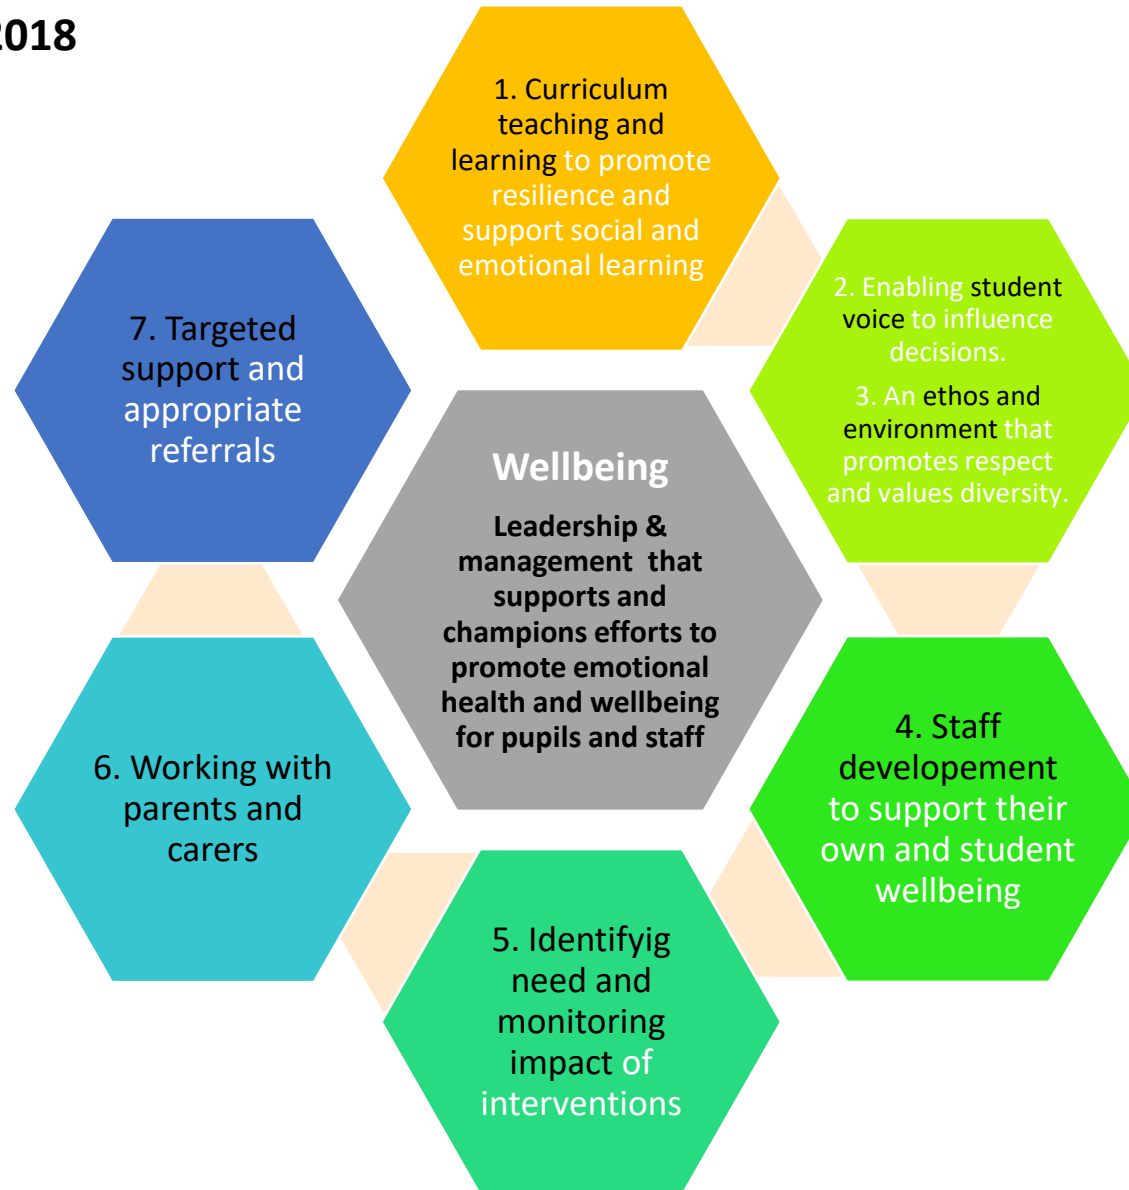 2018
1. Curriculum
teaching and
learning to promote
resilience and
support social and
emotional learning
2. Enabling student
voice to influence
decisions.
3. An ethos and
environment that
promotes respect
and values diversity.
4. Staff
developement
to support their
own and student
wellbeing
5. Identifyig
need and
monitoring
impact of
interventions
6. Working with
parents and
carers
7. Targeted
support and
appropriate
referrals
Wellbeing
Leadership &
management that
supports and
champions efforts to
promote emotional
health and wellbeing
for pupils and staff